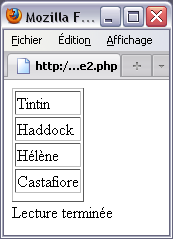 Mozilla F...
Fichier Édition Affichage
http:/...e2.php
Tintin
Haddock
Hélène
Castafiore
Lecture terminée